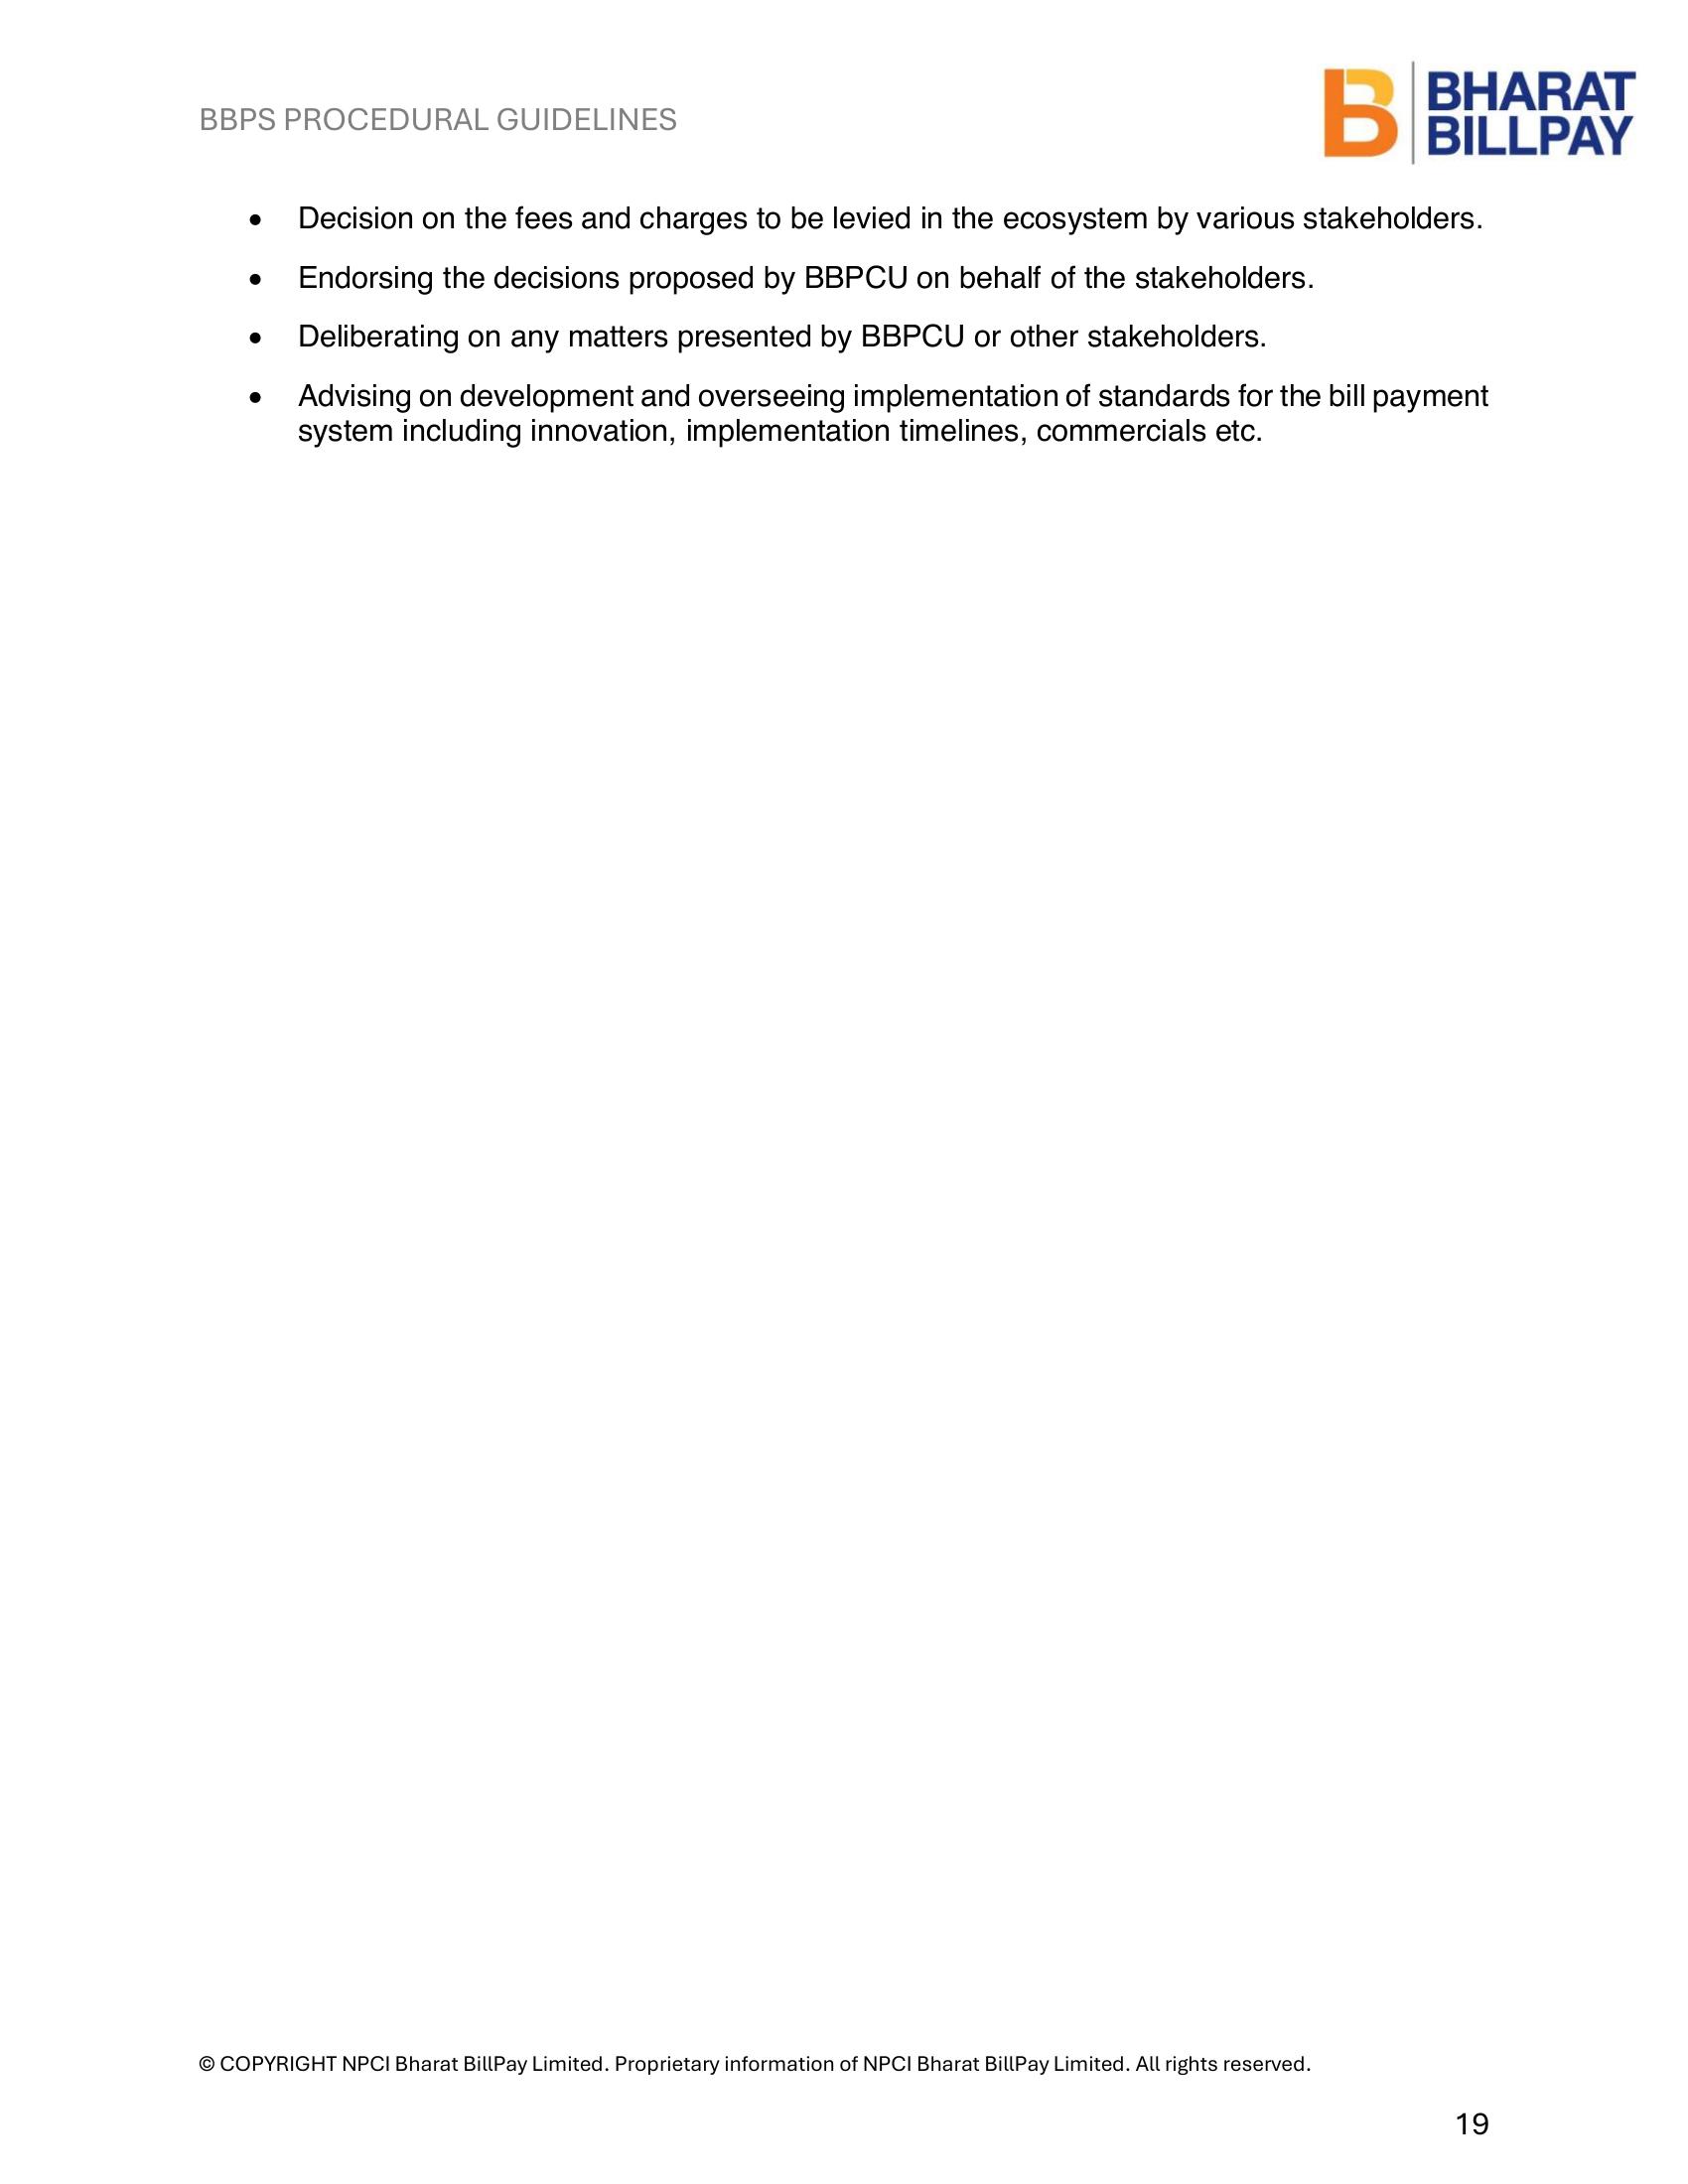 BBPS PROCEDURAL GUIDELINES
BHARAT
BILLPAY
• Decision on the fees and charges to be levied in the ecosystem by various stakeholders.
• Endorsing the decisions proposed by BBPCU on behalf of the stakeholders.
• Deliberating on any matters presented by BBPCU or other stakeholders.
• Advising on development and overseeing implementation of standards for the bill payment
system including innovation, implementation timelines, commercials etc.
© COPYRIGHT NPCI Bharat BillPay Limited. Proprietary information of NPCI Bharat BillPay Limited. All rights reserved.
19